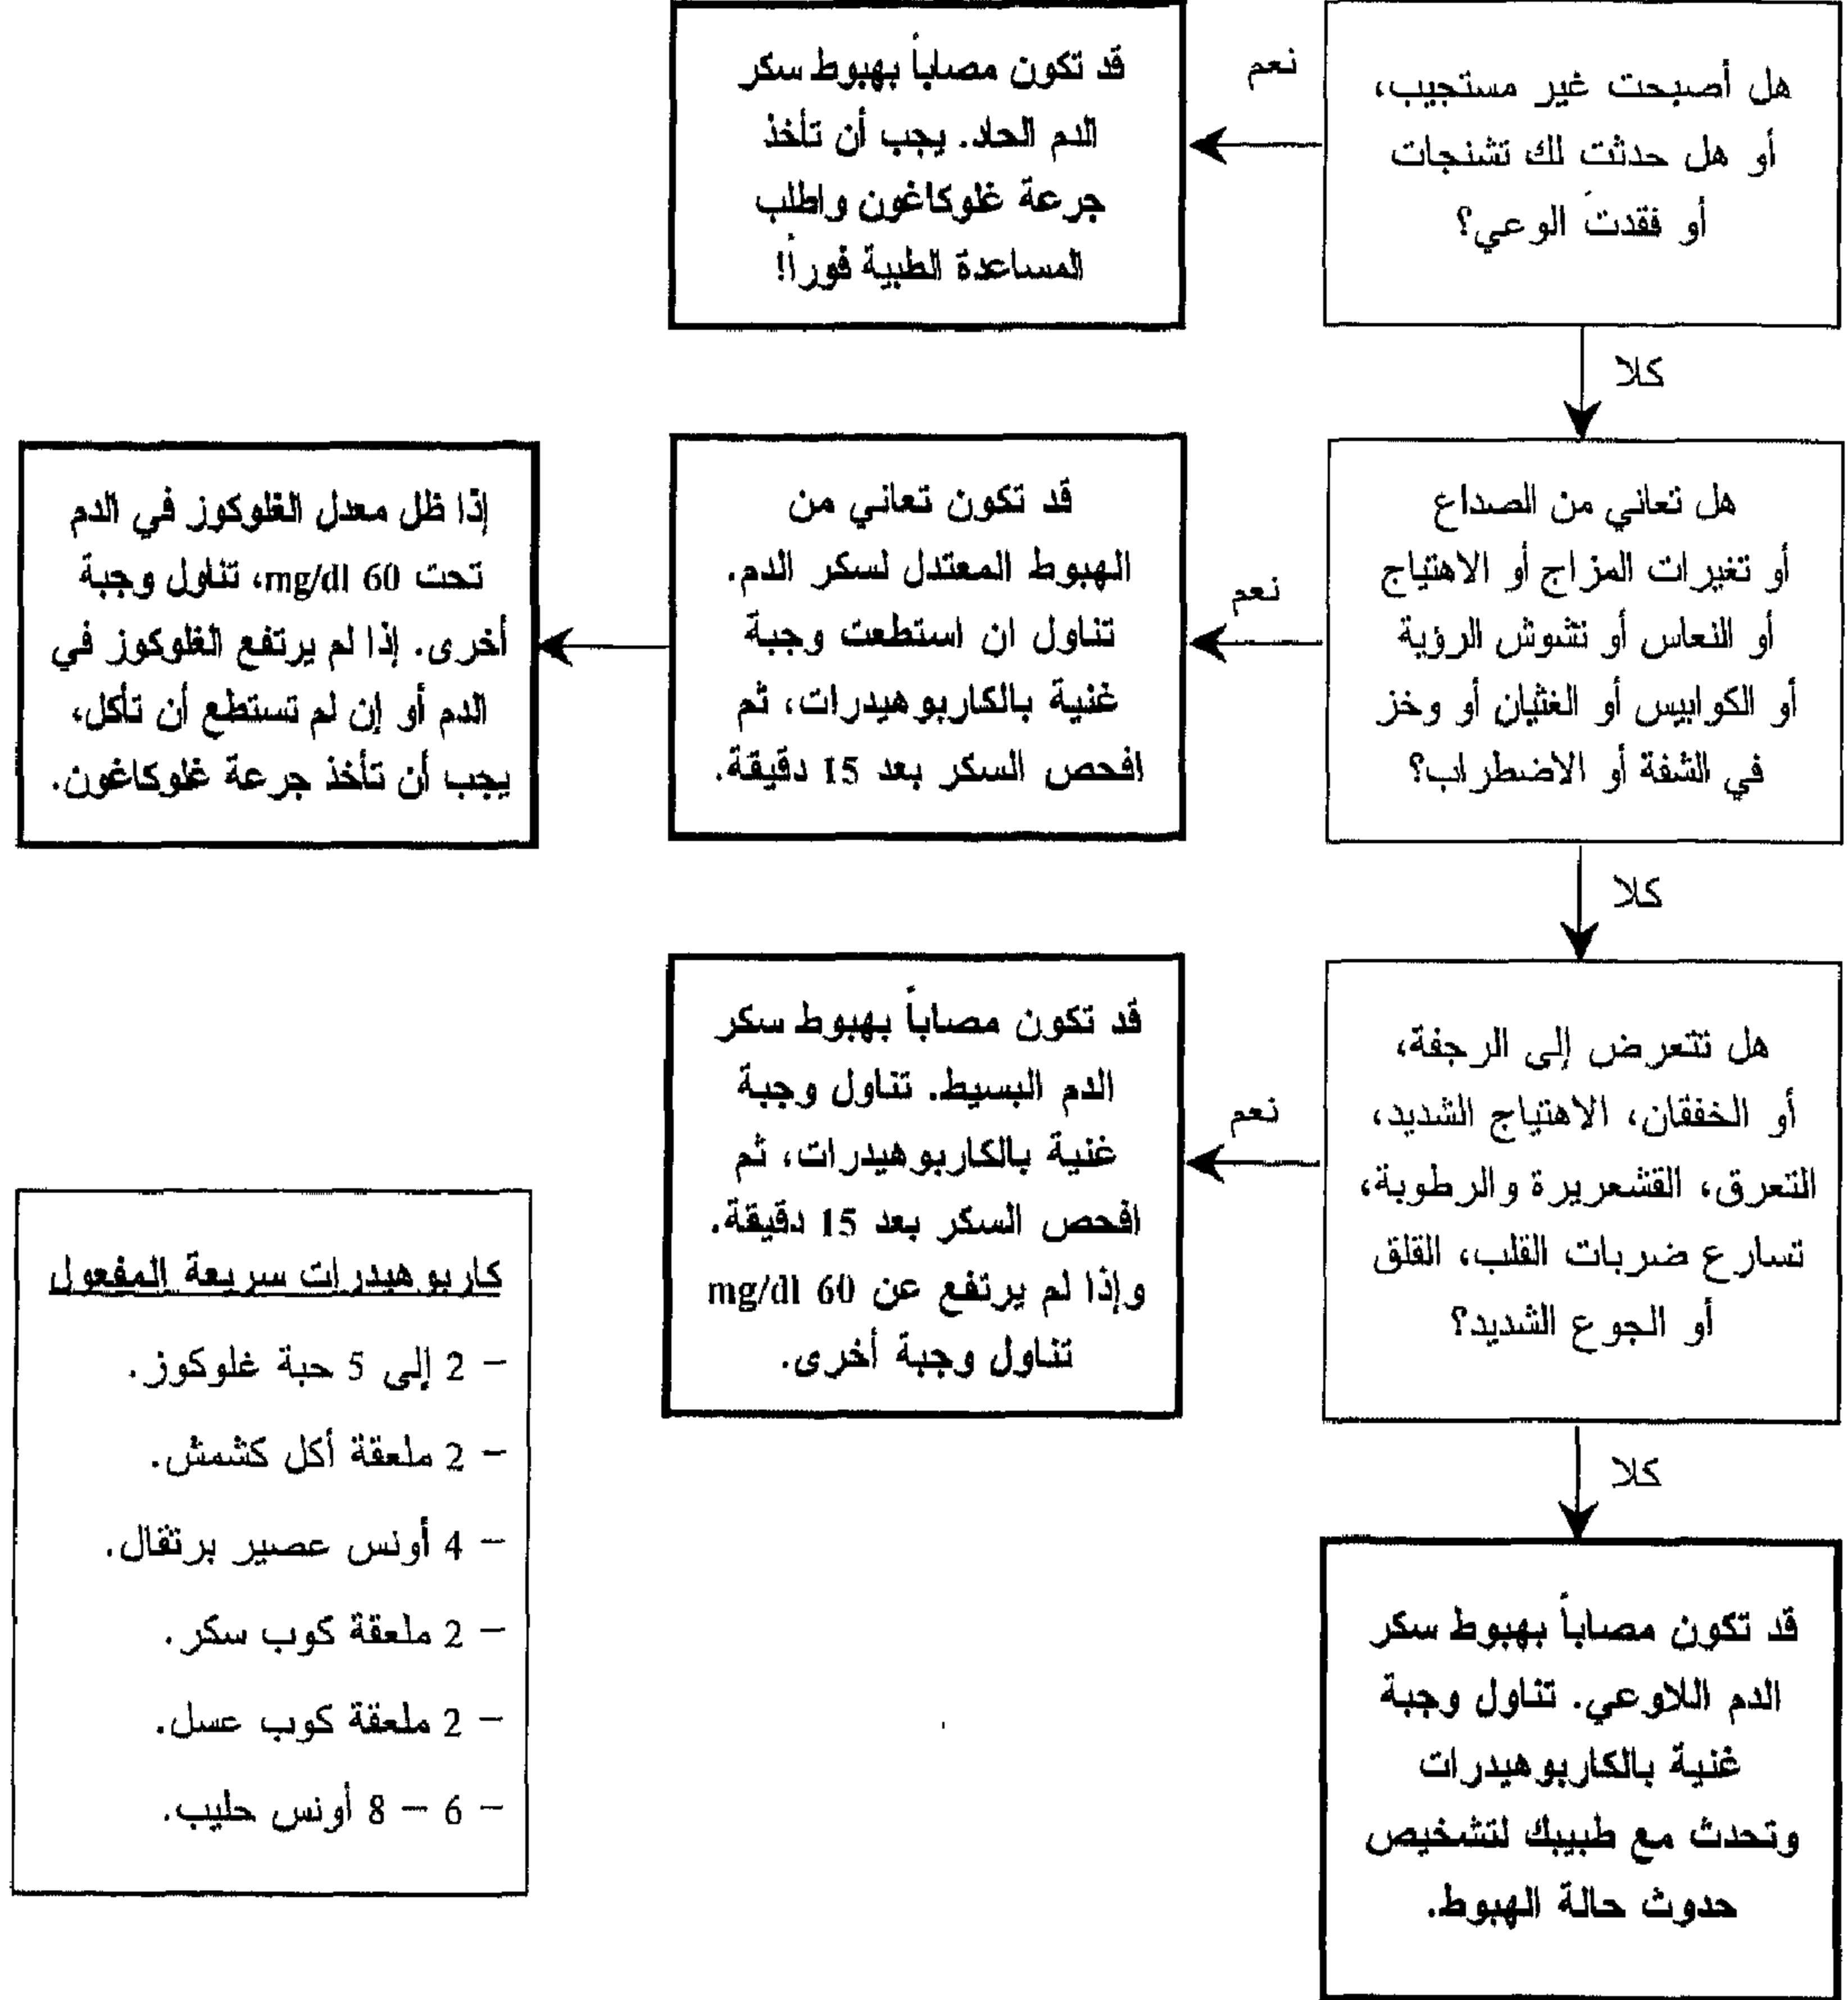 هل أصبحت غير مستجيب،
أو هل حدثت لك تشنجات
أو فقدتَ الوعي؟
نعم
قد تكون مصاباً بهبوط سكر
الدم الحاد. يجب أن تأخذ
جرعة غلوكاغون واطلب
المساعدة الطبية فوراً!
كلا
هل تعاني من الصداع
أو تغيرات المزاج أو الاهتياج
أو النعاس أو تشوش الرؤية
أو الكوابيس أو الغثيان أو وخز
في الشفة أو الاضطراب؟
نعم
قد تكون تعاني من
الهبوط المعتدل لسكر الدم.
تناول ان استطعت وجبة
غنية بالكاربوهيدرات، ثم
افحص السكر بعد 15 دقيقة.
إذا ظل معدل الغلوكوز في الدم
تحت 60 mg/dl، تناول وجبة
أخرى. إذا لم يرتفع الغلوكوز في
الدم أو إن لم تستطع أن تأكل،
يجب أن تأخذ جرعة غلوكاغون.
كلا
هل تتعرض إلى الرجفة،
أو الخفقان، الاهتياج الشديد،
التعرق، القشعريرة والرطوبة،
تسارع ضربات القلب، القلق
أو الجوع الشديد؟
نعم
قد تكون مصاباً بهبوط سكر
الدم البسيط. تناول وجبة
غنية بالكاربوهيدرات، ثم
افحص السكر بعد 15 دقيقة.
وإذا لم يرتفع عن 60 mg/dl
تناول وجبة أخرى.
كلا
قد تكون مصاباً بهبوط سكر
الدم اللاوعي. تناول وجبة
غنية بالكاربوهيدرات
وتحدث مع طبيبك لتشخيص
حدوث حالة الهبوط.
كاربوهيدرات سريعة المفعول
– 2 إلى 5 حبة غلوكوز.
– 2 ملعقة أكل كشمش.
– 4 أونس عصير برتقال.
– 2 ملعقة كوب سكر.
– 2 ملعقة كوب عسل.
– 6 – 8 أونس حليب.